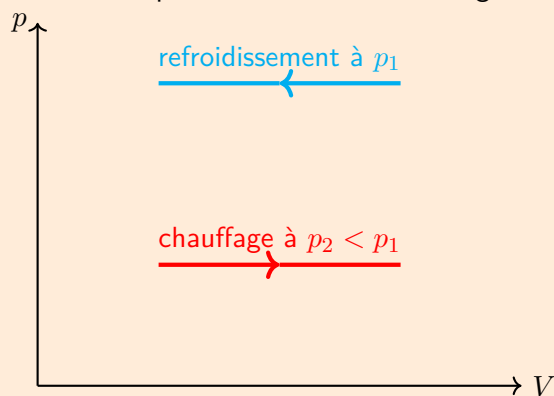 p
refroidissement à p₁
chauffage à p₂ < p₁
V